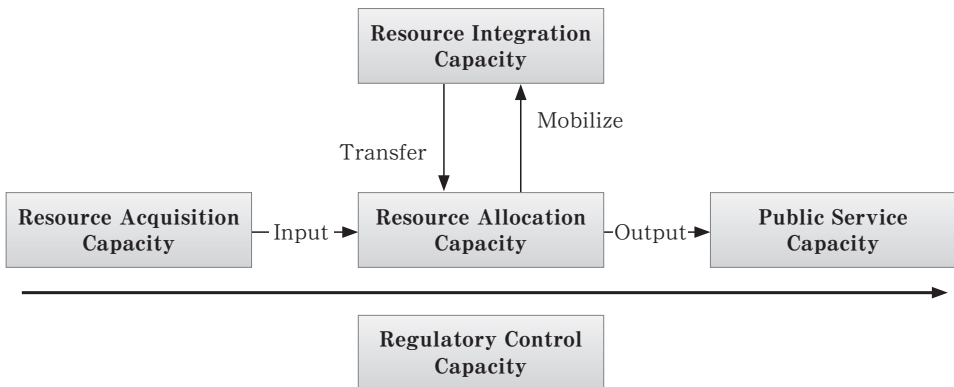 Resource Integration
Capacity
Mobilize
Transfer
Resource Acquisition
Capacity
Input
Resource Allocation
Capacity
Output
Public Service
Capacity
Regulatory Control
Capacity